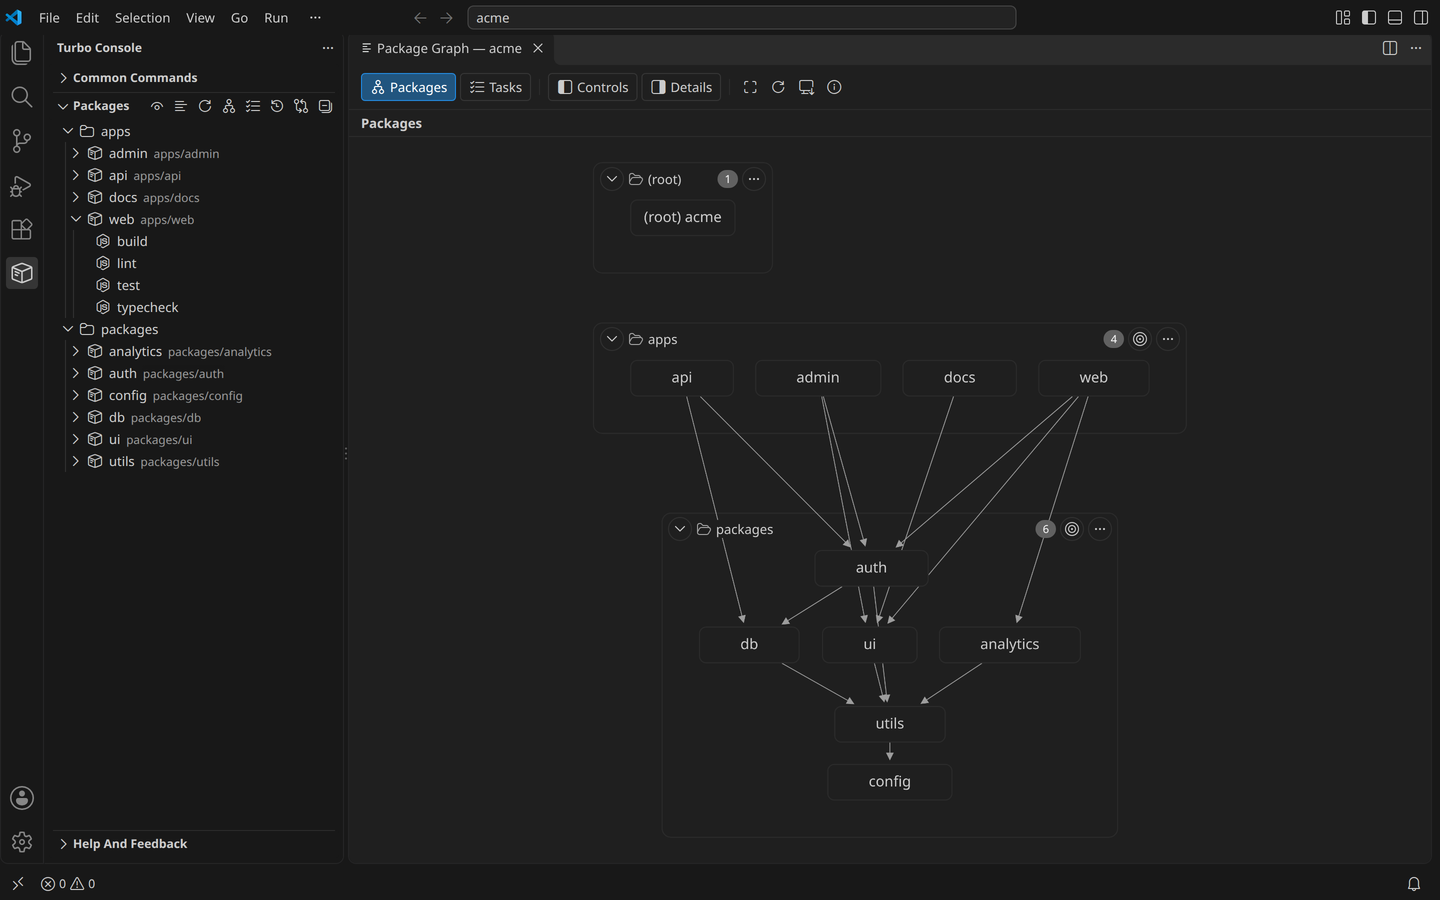 File Edit Selection View Go Run
acme
Turbo Console
Common Commands
Packages
apps
admin apps/admin
api apps/api
docs apps/docs
web apps/web
build
lint
test
typecheck
packages
analytics packages/analytics
auth packages/auth
config packages/config
db packages/db
ui packages/ui
utils packages/utils
Help And Feedback
Package Graph — acme
Packages Tasks Controls Details
Packages
(root) 1
(root) acme
apps 4
api admin docs web
packages 6
auth
db ui analytics
utils
config
0 0